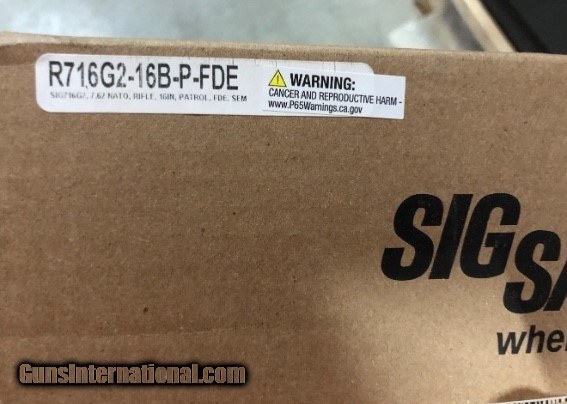 R716G2-16B-P-FDE
SIG716G2, 7.62 NATO, RIFLE, 16IN, PATROL, FDE, SEM
WARNING:
CANCER AND REPRODUCTIVE HARM -
www.P65Warnings.ca.gov
SIG
SA
whe
GunsInternational.com